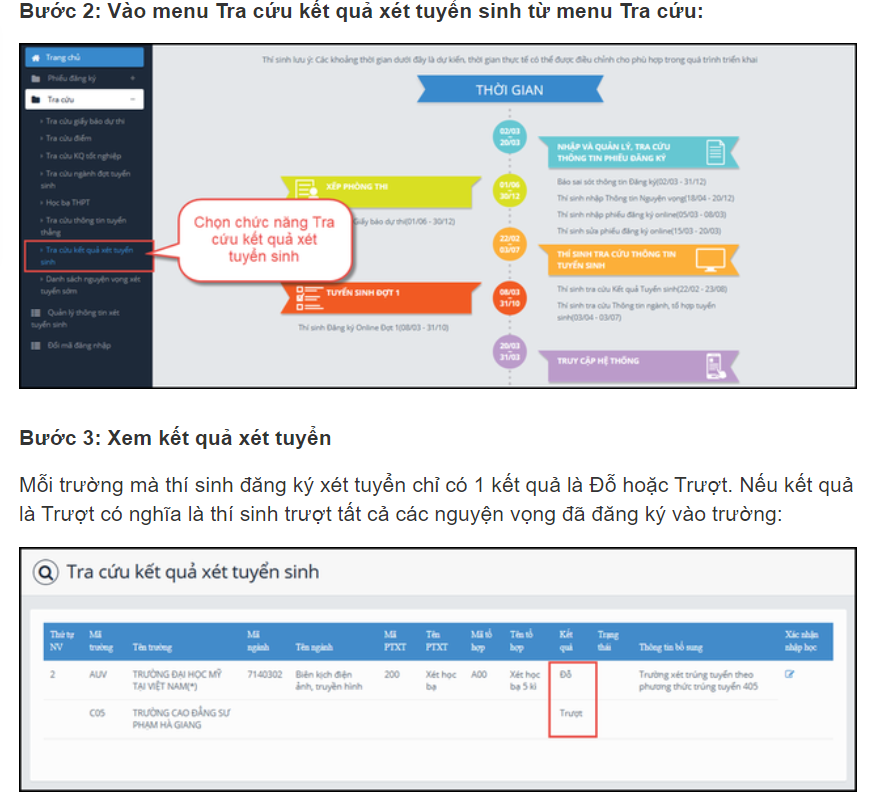 Bước 2: Vào menu Tra cứu kết quả xét tuyển sinh từ menu Tra cứu:
Thí sinh lưu ý: Các khoảng thời gian dưới đây là dự kiến, thời gian thực tế có thể được điều chỉnh cho phù hợp trong quá trình triển khai
Trang chủ
Phiếu đăng ký +
Tra cứu −
Tra cứu giấy báo dự thi
Tra cứu điểm
Tra cứu KQ tốt nghiệp
Tra cứu ngành đợt tuyển
sinh
Học bạ THPT
Tra cứu thông tin tuyển
thẳng
Tra cứu kết quả xét tuyển
sinh
Danh sách nguyện vọng xét
tuyển sớm
Quản lý thông tin xét
tuyển sinh
Đổi mã đăng nhập
Chọn chức năng Tra
cứu kết quả xét
tuyển sinh
THỜI GIAN
02/03
20/03
NHẬP VÀ QUẢN LÝ, TRA CỨU
THÔNG TIN PHIẾU ĐĂNG KÝ
Báo sai sót thông tin Đăng ký(02/03 - 31/12)
Thí sinh nhập Thông tin Nguyện vọng(18/04 - 20/12)
Thí sinh nhập phiếu đăng ký online(05/03 - 08/03)
Thí sinh sửa phiếu đăng ký online(15/03 - 20/03)
XẾP PHÒNG THI
01/06
30/12
Giấy báo dự thi(01/06 - 30/12)
22/02
03/07
THÍ SINH TRA CỨU THÔNG TIN
TUYỂN SINH
Thí sinh tra cứu Kết quả Tuyển sinh(22/02 - 23/08)
Thí sinh tra cứu Thông tin ngành, tổ hợp tuyển
sinh(03/04 - 03/07)
TUYỂN SINH ĐỢT 1
08/03
31/10
Thí sinh Đăng ký Online Đợt 1(08/03 - 31/10)
20/03
31/03
TRUY CẬP HỆ THỐNG
Bước 3: Xem kết quả xét tuyển
Mỗi trường mà thí sinh đăng ký xét tuyển chỉ có 1 kết quả là Đỗ hoặc Trượt. Nếu kết quả
là Trượt có nghĩa là thí sinh trượt tất cả các nguyện vọng đã đăng ký vào trường:
Tra cứu kết quả xét tuyển sinh
Thứ tự Mã Mã Mã Tên Mã tổ Tên tổ Kết Trạng Xác nhận
NV trường Tên trường ngành Tên ngành PTXT PTXT hợp hợp quả thái Thông tin bổ sung nhập học
2 AUV TRƯỜNG ĐẠI HỌC MỸ 7140302 Biên kịch điện 200 Xét học A00 Xét học Đỗ Trường xét trúng tuyển theo
TẠI VIỆT NAM(*) ảnh, truyền hình bạ bạ 5 kì phương thức trúng tuyển 405
C05 TRƯỜNG CAO ĐẲNG SƯ Trượt
PHẠM HÀ GIANG